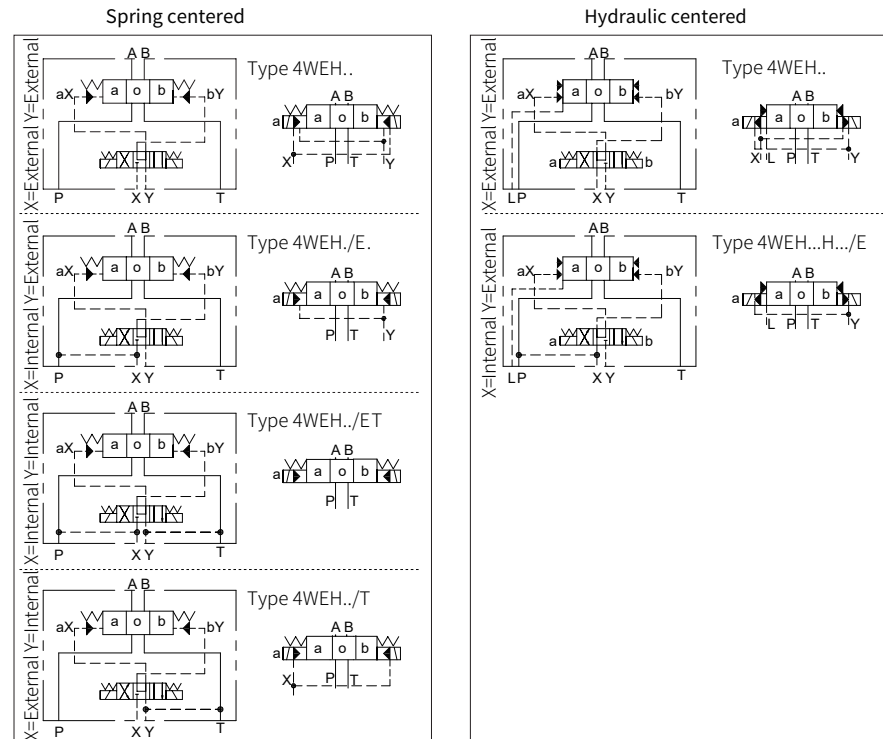 Spring centered
X=External Y=External
A B
aX
a
o
b
bY
P
X Y
T
Type 4WEH..
A B
a
a
o
b
X
P
T
Y
X=Internal Y=External
A B
aX
a
o
b
bY
P
X Y
T
Type 4WEH./E.
A B
a
a
o
b
P
T
Y
X=Internal Y=Internal
A B
aX
a
o
b
bY
P
X Y
T
Type 4WEH../ET
A B
a
a
o
b
P
T
X=External Y=Internal
A B
aX
a
o
b
bY
P
X Y
T
Type 4WEH../T
A B
a
a
o
b
X
P
T
Hydraulic centered
X=External Y=External
A B
aX
a
o
b
bY
a
b
L P
X Y
T
Type 4WEH..
A B
a
a
o
b
X
L
P
T
Y
X=Internal Y=External
A B
aX
a
o
b
bY
a
b
L P
X Y
T
Type 4WEH...H.../E
A B
a
a
o
b
L
P
T
Y